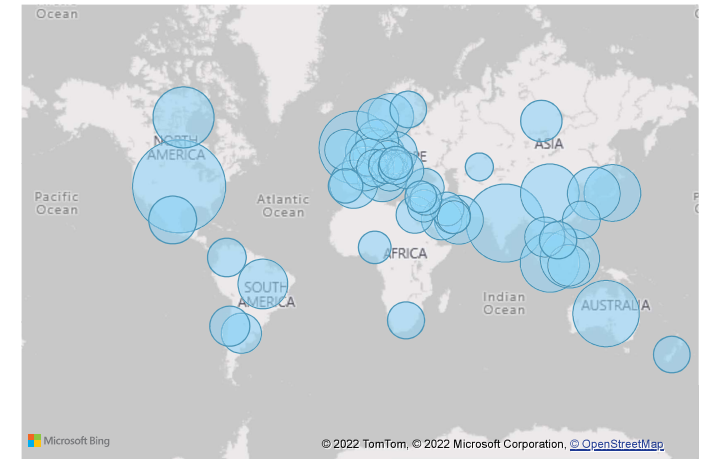 Ocean
Ocean
NORTH
AMERICA
ASIA
Pacific
Ocean
Atlantic
Ocean
AFRICA
SOUTH
AMERICA
Indian
Ocean
AUSTRALIA
Microsoft Bing
© 2022 TomTom, © 2022 Microsoft Corporation, © OpenStreetMap